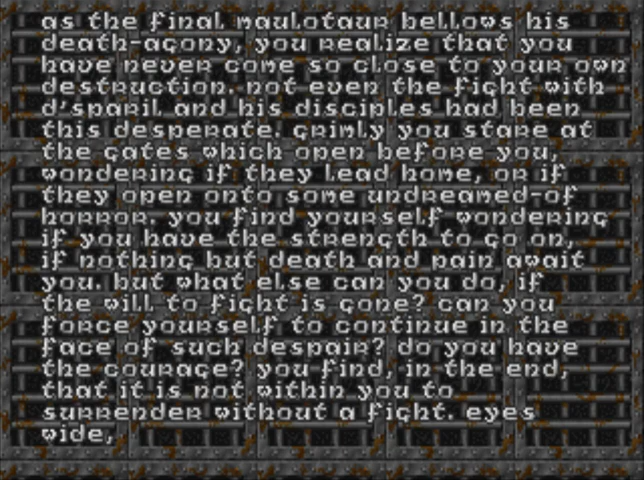 as the final maulotaur bellows his
death-agony, you realize that you
have never come so close to your own
destruction. not even the fight with
d'sparil and his disciples had been
this desperate. grimly you stare at
the gates which open before you,
wondering if they lead home, or if
they open onto some undreamed-of
horror. you find yourself wondering
if you have the strength to go on,
if nothing but death and pain await
you. but what else can you do, if
the will to fight is gone? can you
force yourself to continue in the
face of such despair? do you have
the courage? you find, in the end,
that it is not within you to
surrender without a fight. eyes
wide,